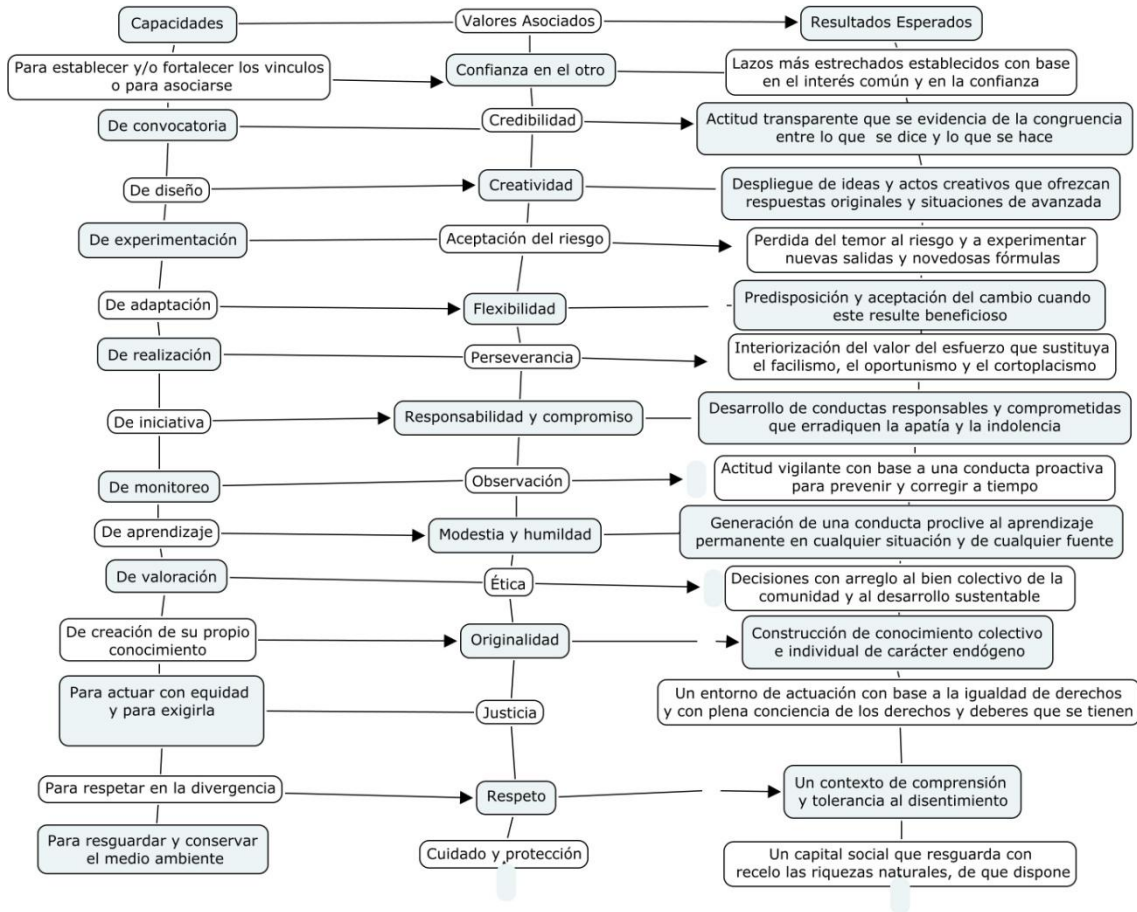 Capacidades
Valores Asociados
Resultados Esperados
Para establecer y/o fortalecer los vinculos
o para asociarse
Confianza en el otro
Lazos más estrechados establecidos con base
en el interés común y en la confianza
De convocatoria
Credibilidad
Actitud transparente que se evidencia de la congruencia
entre lo que se dice y lo que se hace
De diseño
Creatividad
Despliegue de ideas y actos creativos que ofrezcan
respuestas originales y situaciones de avanzada
De experimentación
Aceptación del riesgo
Perdida del temor al riesgo y a experimentar
nuevas salidas y novedosas fórmulas
De adaptación
Flexibilidad
Predisposición y aceptación del cambio cuando
este resulte beneficioso
De realización
Perseverancia
Interiorización del valor del esfuerzo que sustituya
el facilismo, el oportunismo y el cortoplacismo
De iniciativa
Responsabilidad y compromiso
Desarrollo de conductas responsables y comprometidas
que erradiquen la apatía y la indolencia
De monitoreo
Observación
Actitud vigilante con base a una conducta proactiva
para prevenir y corregir a tiempo
De aprendizaje
Modestia y humildad
Generación de una conducta proclive al aprendizaje
permanente en cualquier situación y de cualquier fuente
De valoración
Ética
Decisiones con arreglo al bien colectivo de la
comunidad y al desarrollo sustentable
De creación de su propio
conocimiento
Originalidad
Construcción de conocimiento colectivo
e individual de carácter endógeno
Para actuar con equidad
y para exigirla
Justicia
Un entorno de actuación con base a la igualdad de derechos
y con plena conciencia de los derechos y deberes que se tienen
Para respetar en la divergencia
Respeto
Un contexto de comprensión
y tolerancia al disentimiento
Para resguardar y conservar
el medio ambiente
Cuidado y protección
Un capital social que resguarda con
recelo las riquezas naturales, de que dispone